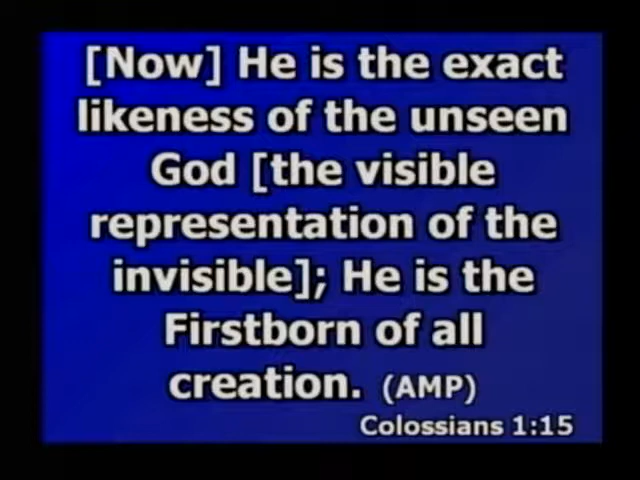 [Now] He is the exact
likeness of the unseen
God [the visible
representation of the
invisible]; He is the
Firstborn of all
creation. (AMP)
Colossians 1:15